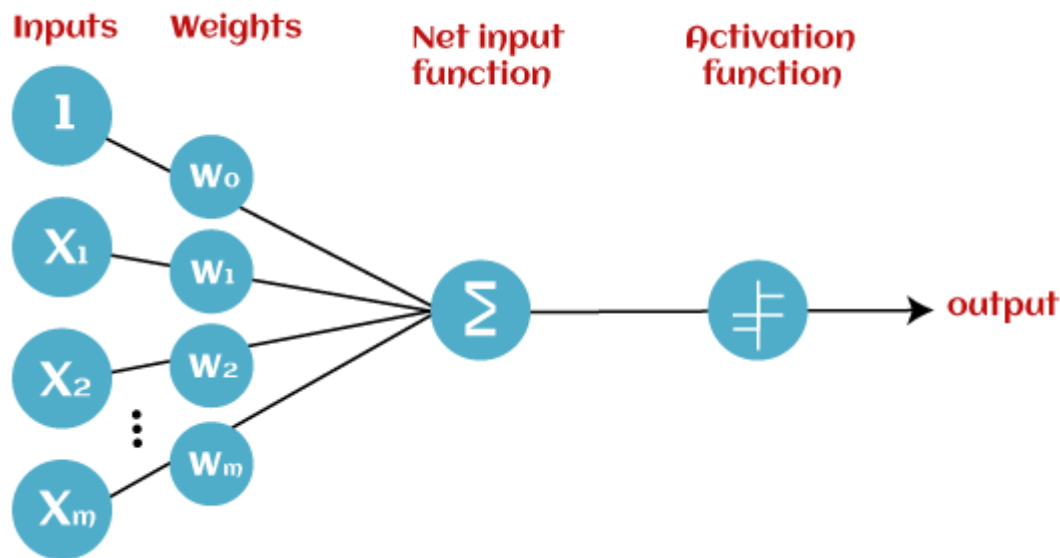 Inputs
Weights
Net input
function
Activation
function
1
w₀
X₁
w₁
Σ
output
X₂
w₂
Xₘ
wₘ